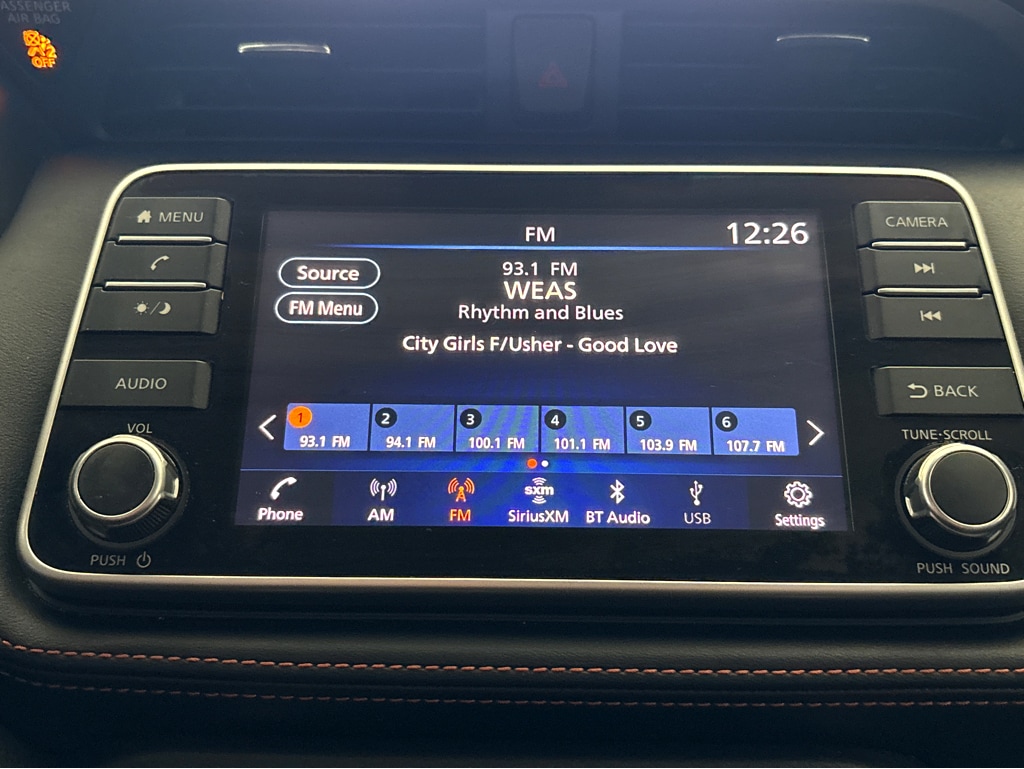 PASSENGER
AIR BAG
2
OFF
MENU
AUDIO
VOL
PUSH
FM
12:26
Source
FM Menu
93.1 FM
WEAS
Rhythm and Blues
City Girls F/Usher - Good Love
1
93.1 FM
2
94.1 FM
3
100.1 FM
4
101.1 FM
5
103.9 FM
6
107.7 FM
Phone
AM
FM
sxm
SiriusXM
BT Audio
USB
Settings
CAMERA
BACK
TUNE·SCROLL
PUSH SOUND